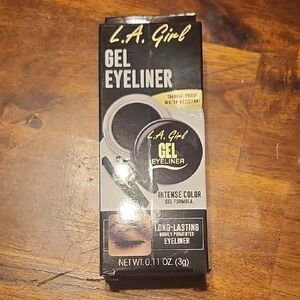 L.A. Girl
GEL
EYELINER
SMUDGE-PROOF
WATER RESISTANT
L.A. Girl
GEL
EYELINER
INTENSE COLOR
GEL FORMULA
LONG-LASTING
HIGHLY PIGMENTED
EYELINER
NET WT. 0.11 OZ. (3g)